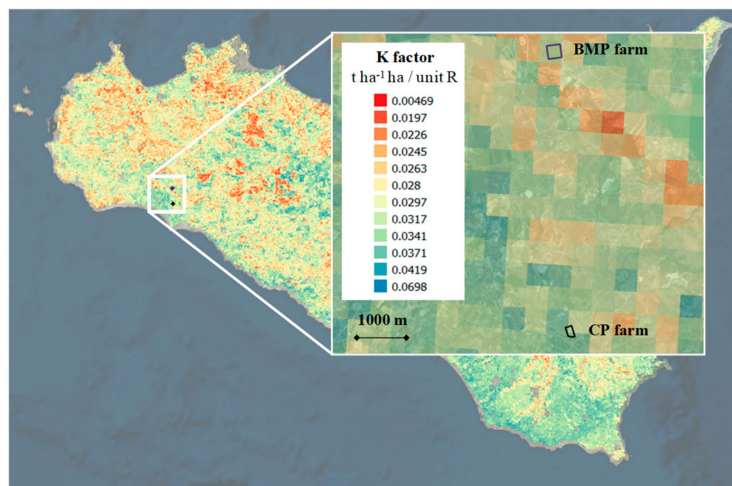 BMP farm
K factor
t ha⁻¹ ha / unit R
0.00469
0.0197
0.0226
0.0245
0.0263
0.028
0.0297
0.0317
0.0341
0.0371
0.0419
0.0698
1000 m
CP farm